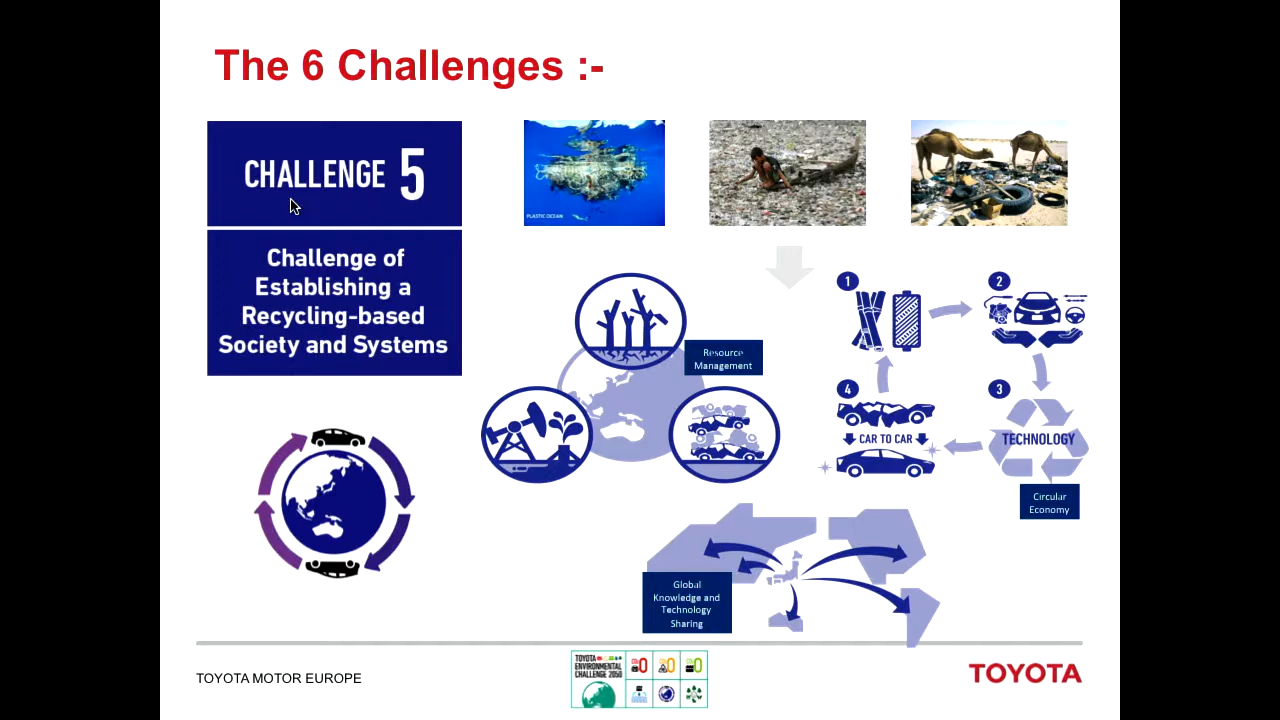 The 6 Challenges :-
CHALLENGE 5
Challenge of
Establishing a
Recycling-based
Society and Systems
PLASTIC OCEAN
Resource
Management
1
2
3
4
CAR TO CAR
TECHNOLOGY
Circular
Economy
Global
Knowledge and
Technology
Sharing
TOYOTA MOTOR EUROPE
TOYOTA
ENVIRONMENTAL
CHALLENGE 2050
TOYOTA